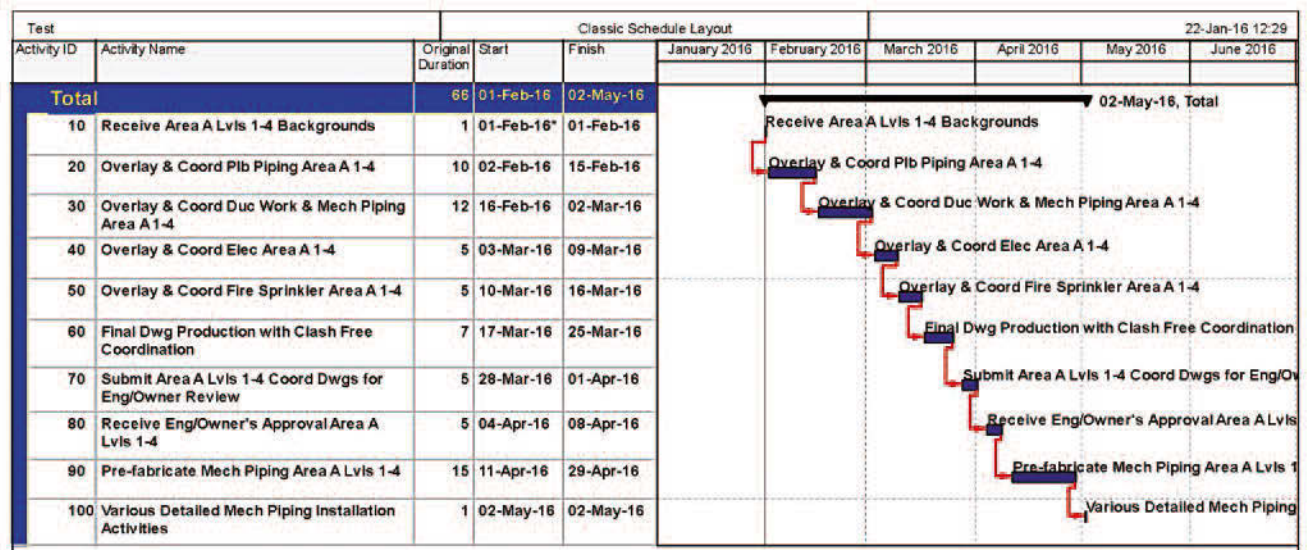 Test Classic Schedule Layout 22-Jan-16 12:29
Activity ID Activity Name Original Duration Start Finish January 2016 February 2016 March 2016 April 2016 May 2016 June 2016
Total 66 01-Feb-16 02-May-16
02-May-16, Total
10 Receive Area A Lvls 1-4 Backgrounds 1 01-Feb-16* 01-Feb-16
Receive Area A Lvls 1-4 Backgrounds
20 Overlay & Coord Plb Piping Area A 1-4 10 02-Feb-16 15-Feb-16
Overlay & Coord Plb Piping Area A 1-4
30 Overlay & Coord Duc Work & Mech Piping 12 16-Feb-16 02-Mar-16
Area A 1-4
Overlay & Coord Duc Work & Mech Piping Area A 1-4
40 Overlay & Coord Elec Area A 1-4 5 03-Mar-16 09-Mar-16
Overlay & Coord Elec Area A 1-4
50 Overlay & Coord Fire Sprinkler Area A 1-4 5 10-Mar-16 16-Mar-16
Overlay & Coord Fire Sprinkler Area A 1-4
60 Final Dwg Production with Clash Free 7 17-Mar-16 25-Mar-16
Coordination
Final Dwg Production with Clash Free Coordination
70 Submit Area A Lvls 1-4 Coord Dwgs for 5 28-Mar-16 01-Apr-16
Eng/Owner Review
Submit Area A Lvls 1-4 Coord Dwgs for Eng/Ow
80 Receive Eng/Owner's Approval Area A 5 04-Apr-16 08-Apr-16
Lvls 1-4
Receive Eng/Owner's Approval Area A Lvls
90 Pre-fabricate Mech Piping Area A Lvls 1-4 15 11-Apr-16 29-Apr-16
Pre-fabricate Mech Piping Area A Lvls 1
100 Various Detailed Mech Piping Installation 1 02-May-16 02-May-16
Activities
Various Detailed Mech Piping